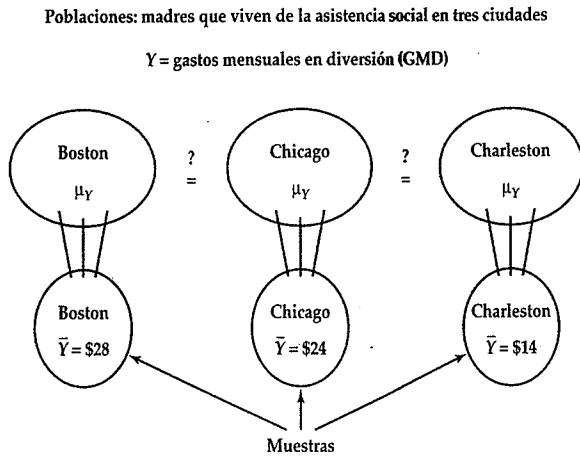 Poblaciones: madres que viven de la asistencia social en tres ciudades
Y = gastos mensuales en diversión (GMD)
Boston ? Chicago ? Charleston
μY = μY = μY
Boston Chicago Charleston
Ȳ = $28 Ȳ = $24 Ȳ = $14
Muestras